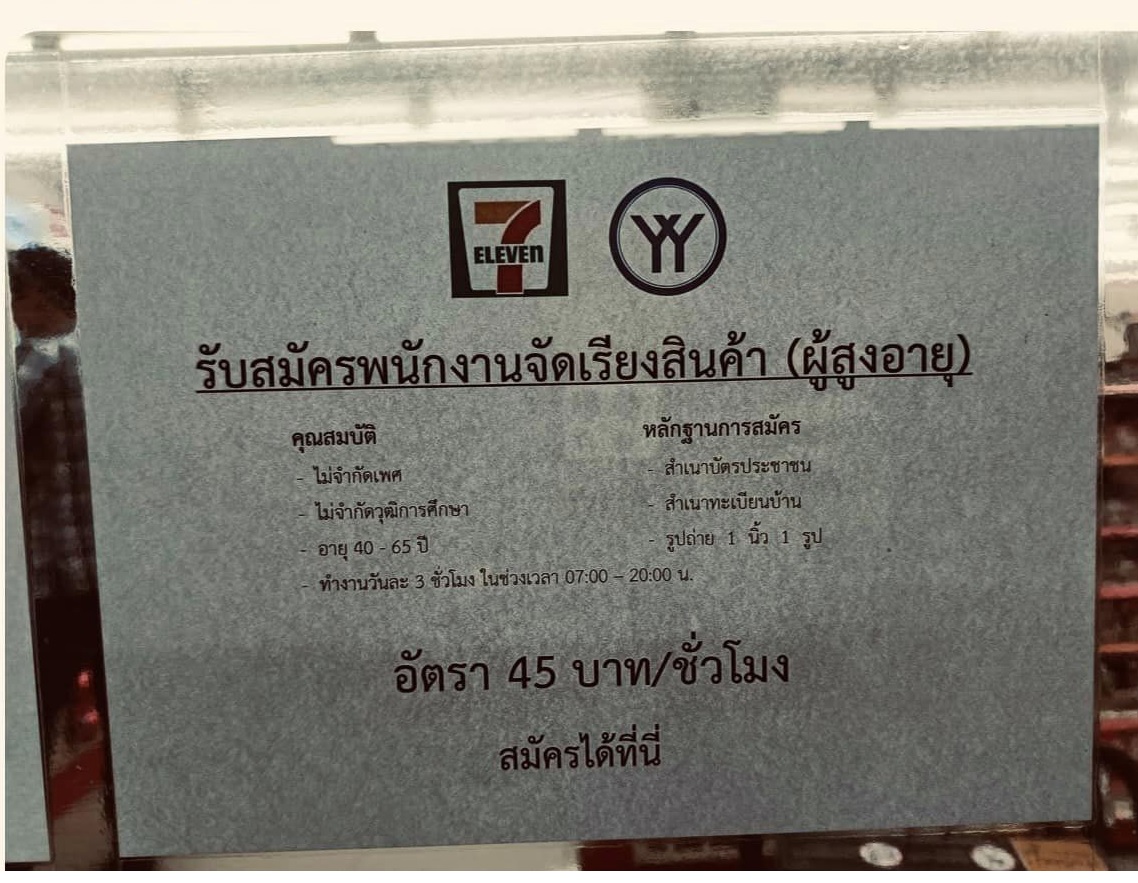 7
ELEVEn
YY
รับสมัครพนักงานจัดเรียงสินค้า (ผู้สูงอายุ)
คุณสมบัติ
- ไม่จำกัดเพศ
- ไม่จำกัดวุฒิการศึกษา
- อายุ 40 - 65 ปี
- ทำงานวันละ 3 ชั่วโมง ในช่วงเวลา 07:00 – 20:00 น.
หลักฐานการสมัคร
- สำเนาบัตรประชาชน
- สำเนาทะเบียนบ้าน
- รูปถ่าย 1 นิ้ว 1 รูป
อัตรา 45 บาท/ชั่วโมง
สมัครได้ที่นี่